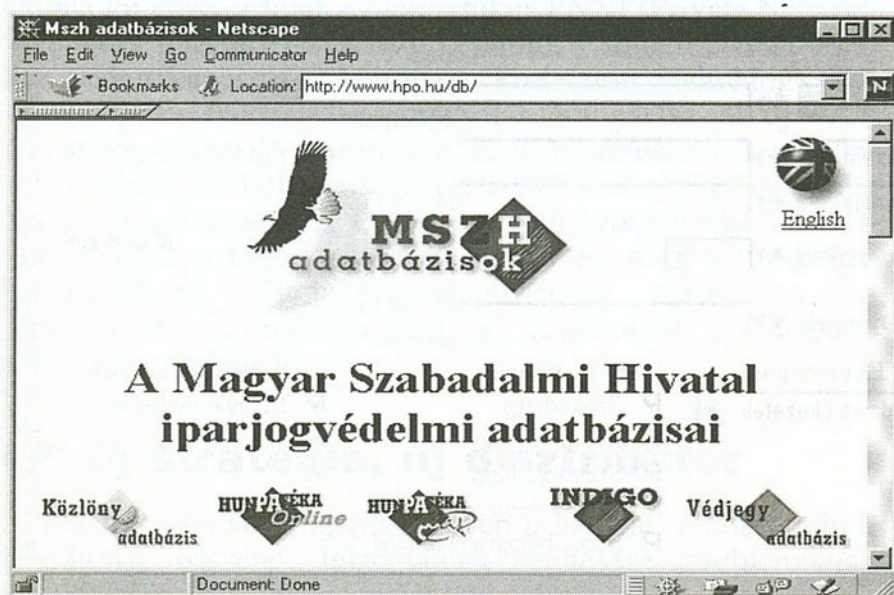 Mszh adatbázisok - Netscape
File Edit View Go Communicator Help
Bookmarks Location: http://www.hpo.hu/db/ N
English
MSZH
adatbázisok
A Magyar Szabadalmi Hivatal
iparjogvédelmi adatbázisai
Közlöny
adatbázis
HUNPATÉKA
Online
HUNPATÉKA
INDIGO
Védjegy
adatbázis
Document: Done